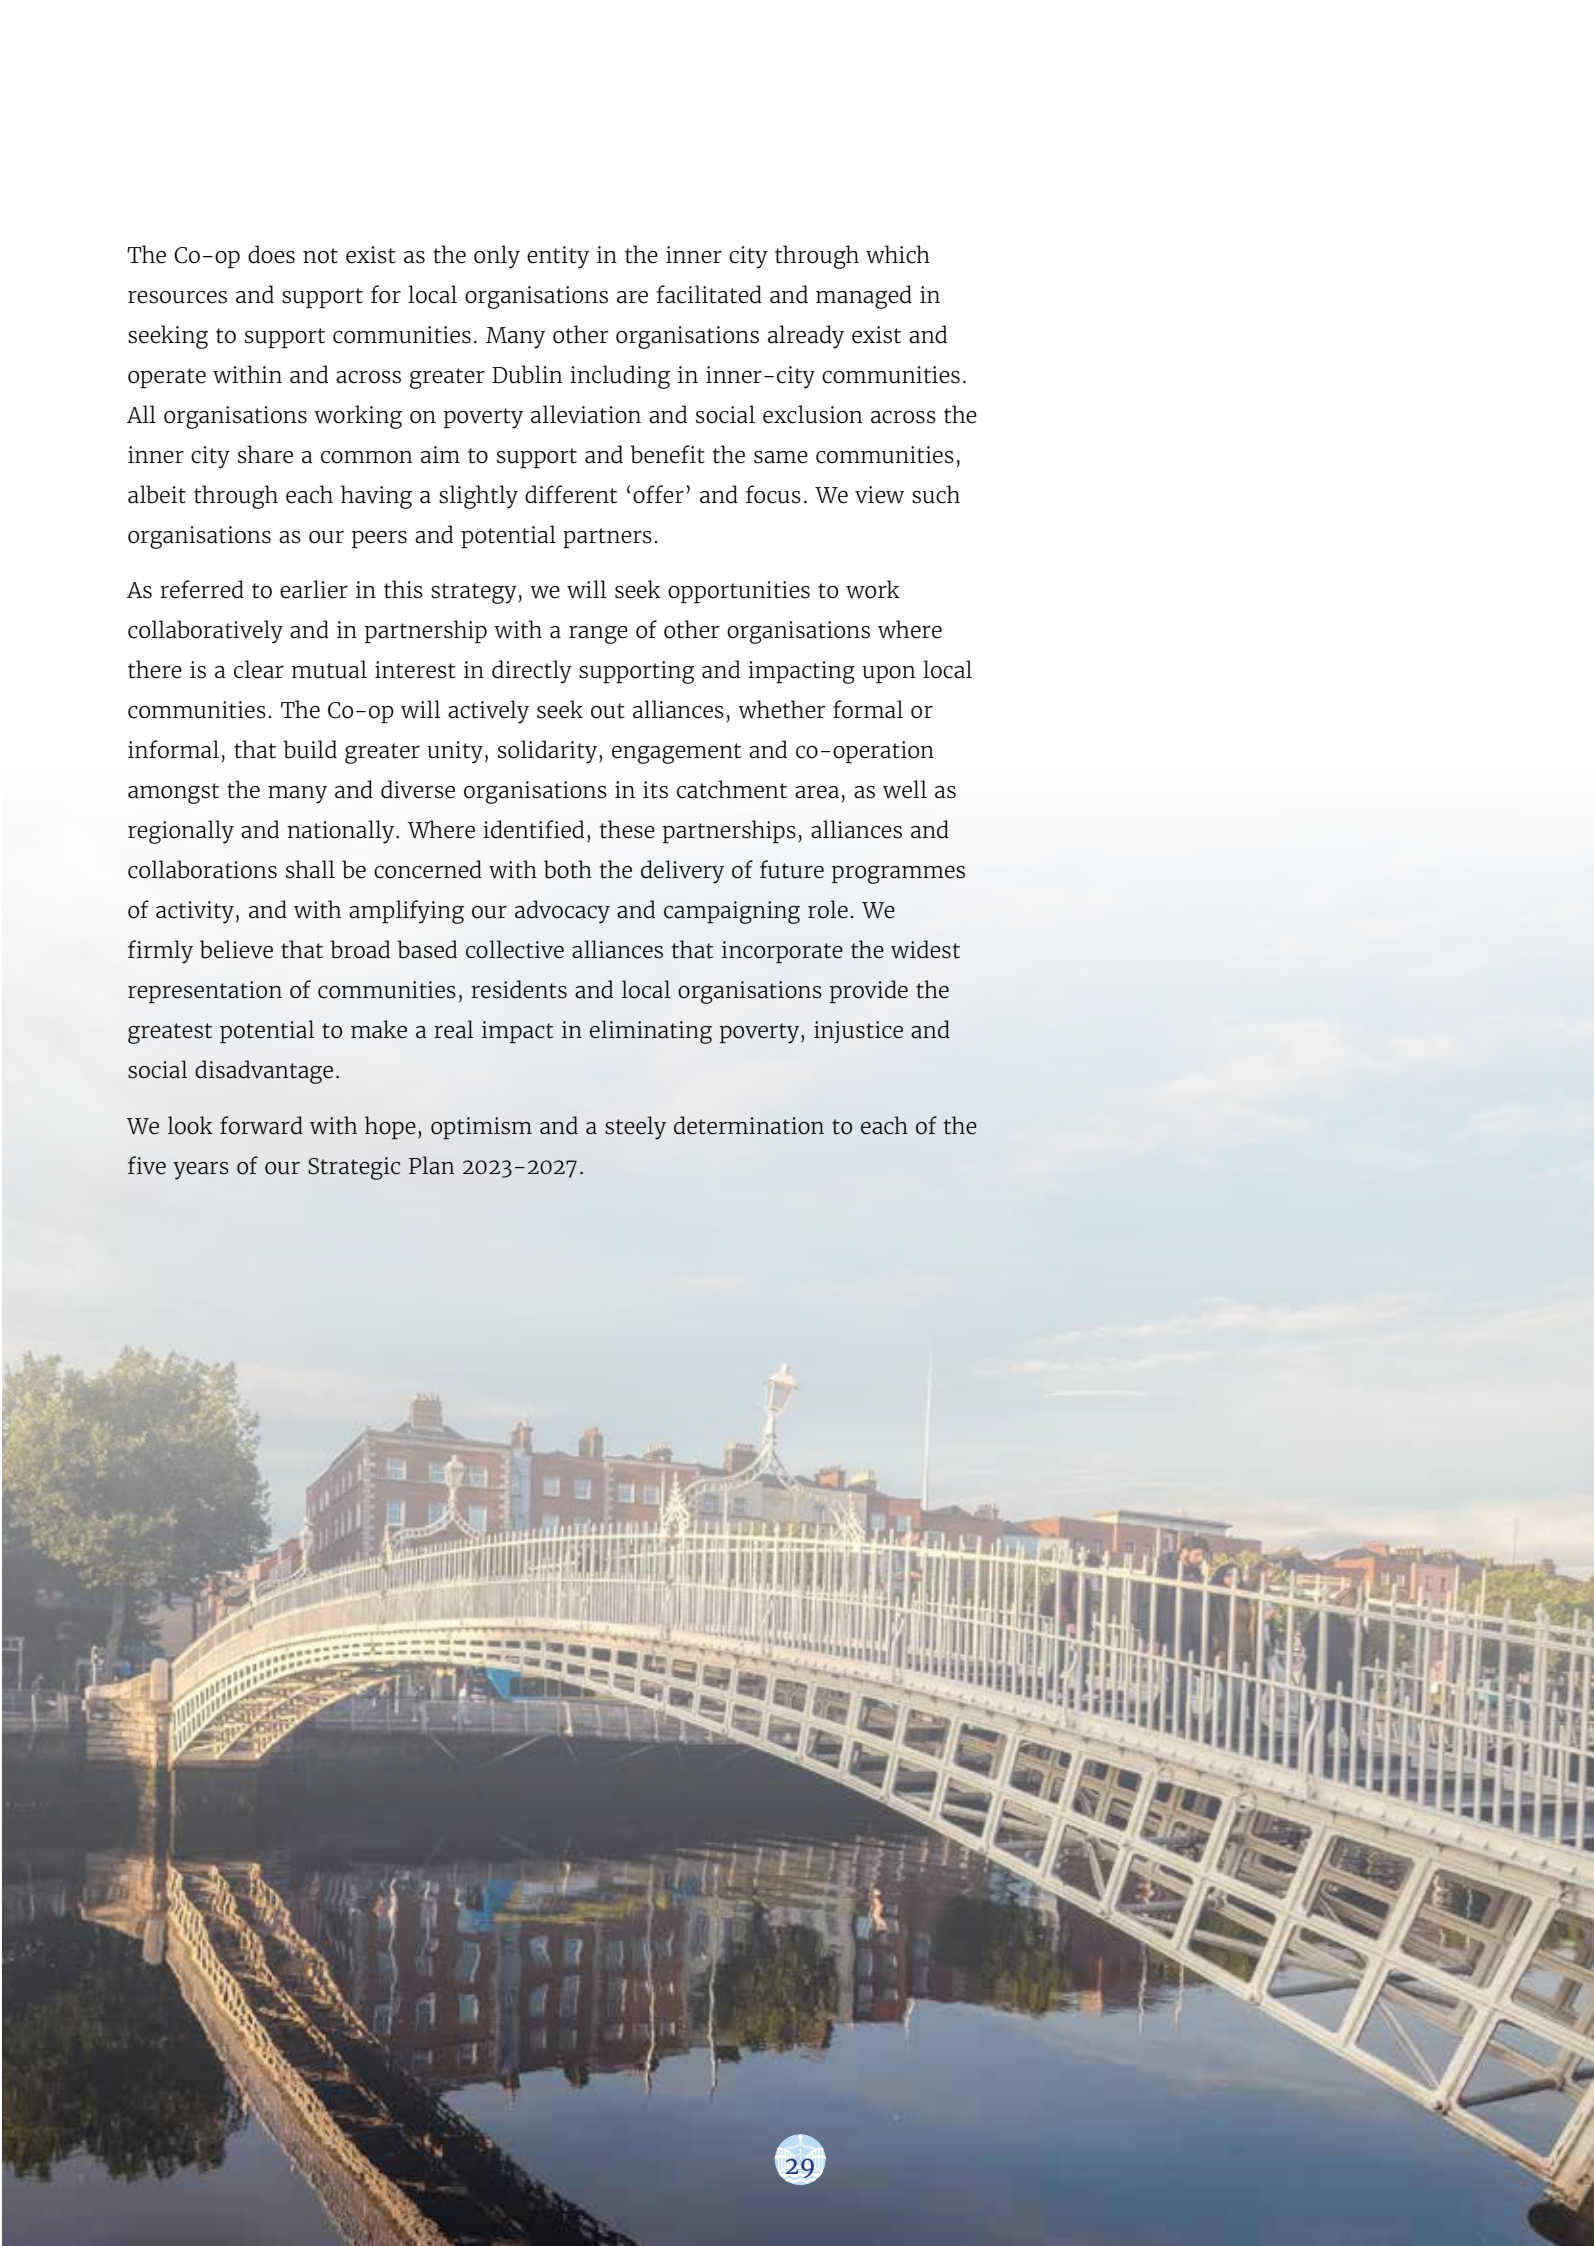 The Co-op does not exist as the only entity in the inner city through which
resources and support for local organisations are facilitated and managed in
seeking to support communities. Many other organisations already exist and
operate within and across greater Dublin including in inner-city communities.
All organisations working on poverty alleviation and social exclusion across the
inner city share a common aim to support and benefit the same communities,
albeit through each having a slightly different ‘offer’ and focus. We view such
organisations as our peers and potential partners.
As referred to earlier in this strategy, we will seek opportunities to work
collaboratively and in partnership with a range of other organisations where
there is a clear mutual interest in directly supporting and impacting upon local
communities. The Co-op will actively seek out alliances, whether formal or
informal, that build greater unity, solidarity, engagement and co-operation
amongst the many and diverse organisations in its catchment area, as well as
regionally and nationally. Where identified, these partnerships, alliances and
collaborations shall be concerned with both the delivery of future programmes
of activity, and with amplifying our advocacy and campaigning role. We
firmly believe that broad based collective alliances that incorporate the widest
representation of communities, residents and local organisations provide the
greatest potential to make a real impact in eliminating poverty, injustice and
social disadvantage.
We look forward with hope, optimism and a steely determination to each of the
five years of our Strategic Plan 2023-2027.
29